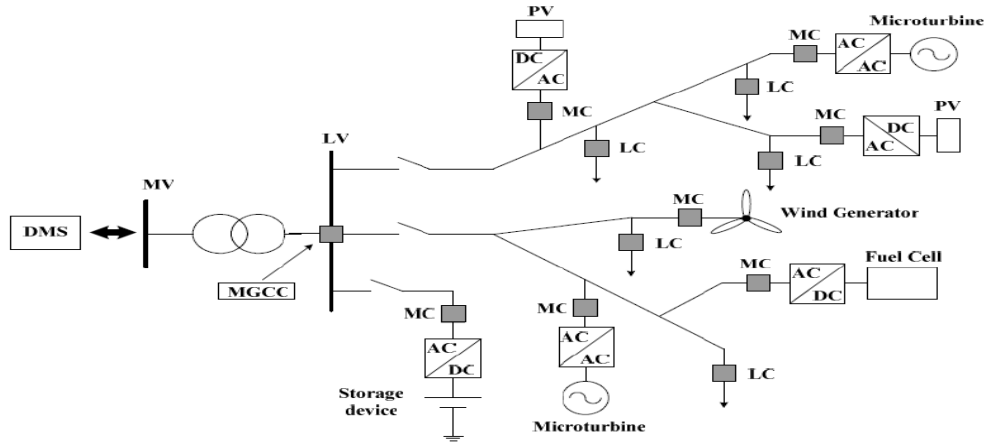 PV
Microturbine
MC
AC
AC
DC
AC
MC
LC
PV
MC
DC
AC
LC
LC
LV
MV
DMS
MGCC
MC
Wind Generator
LC
Fuel Cell
MC
AC
DC
MC
AC
DC
MC
AC
AC
LC
Storage
device
Microturbine